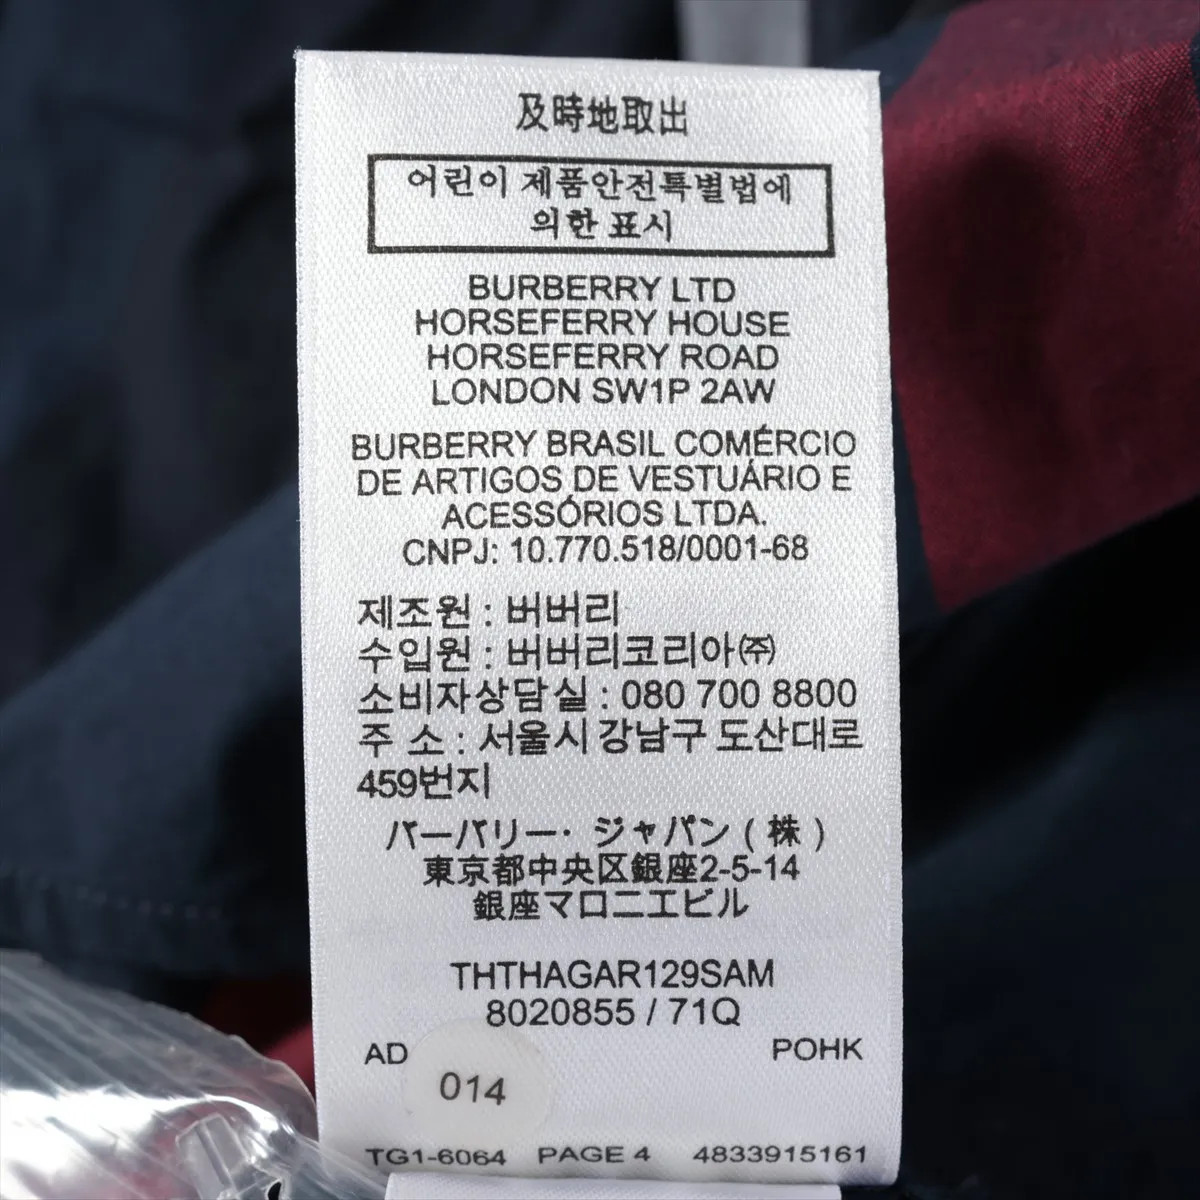 及時地取出
어린이 제품안전특별법에
의한 표시
BURBERRY LTD
HORSEFERRY HOUSE
HORSEFERRY ROAD
LONDON SW1P 2AW
BURBERRY BRASIL COMÉRCIO
DE ARTIGOS DE VESTUÁRIO E
ACESSÓRIOS LTDA.
CNPJ: 10.770.518/0001-68
제조원 : 버버리
수입원 : 버버리코리아㈜
소비자상담실 : 080 700 8800
주 소 : 서울시 강남구 도산대로
459번지
バーバリー・ジャパン ( 株 )
東京都中央区銀座2-5-14
銀座マロニエビル
THTHAGAR129SAM
8020855 / 71Q
AD POHK
014
TG1-6064 PAGE 4 4833915161